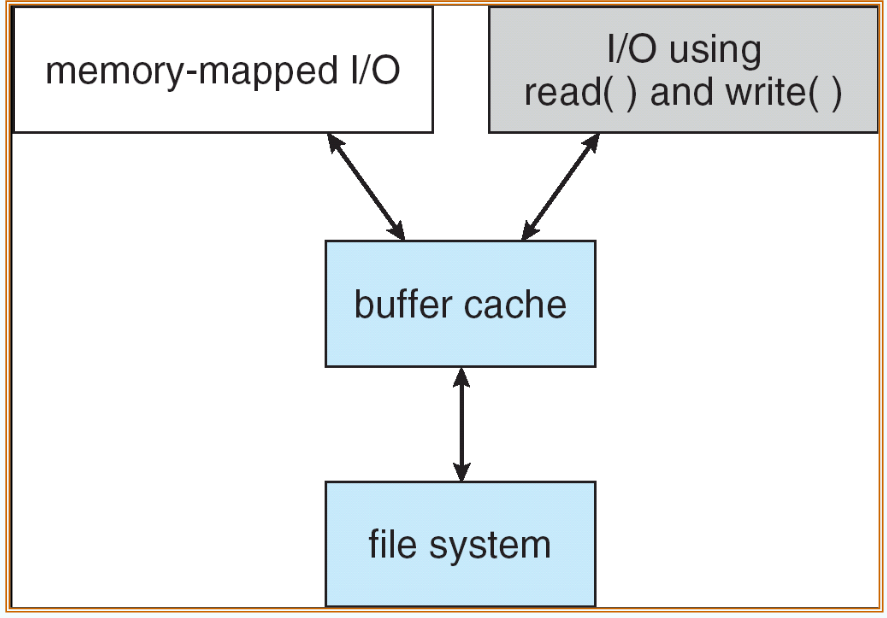 memory-mapped I/O
I/O using
read( ) and write( )
buffer cache
file system